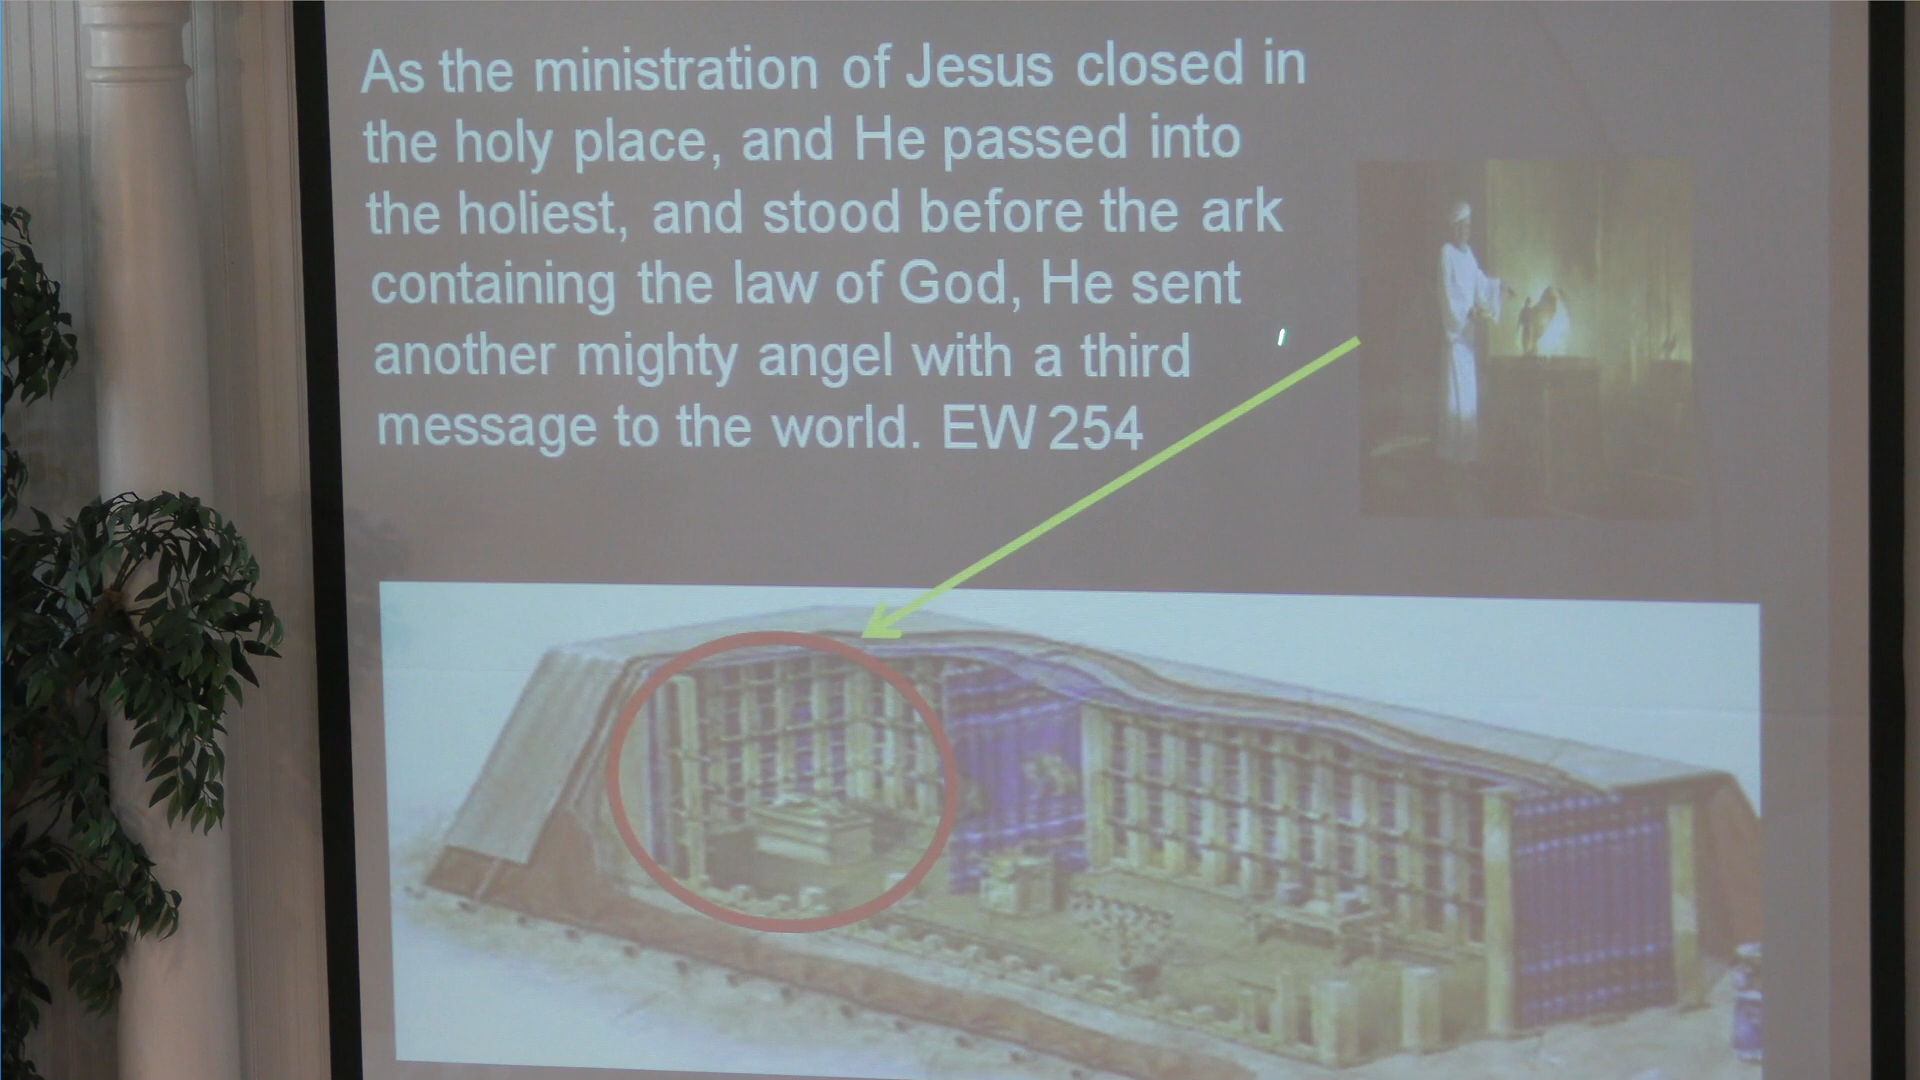 As the ministration of Jesus closed in
the holy place, and He passed into
the holiest, and stood before the ark
containing the law of God, He sent
another mighty angel with a third
message to the world. EW 254